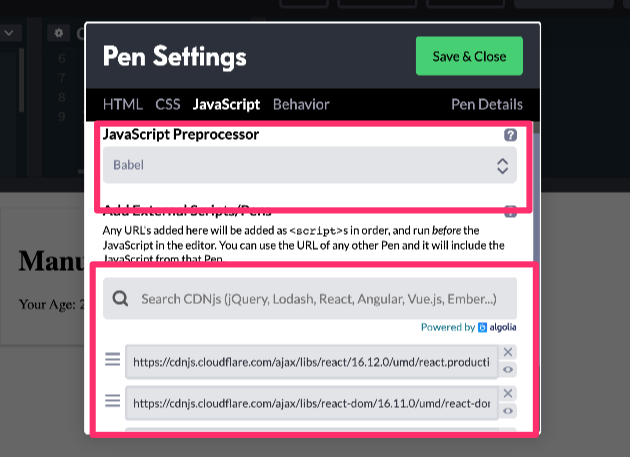 Pen Settings
Save & Close
HTML CSS JavaScript Behavior Pen Details
6
7
8
9
JavaScript Preprocessor ?
Babel
Add External Scripts/Pens ?
Any URL's added here will be added as <script>s in order, and run before the
JavaScript in the editor. You can use the URL of any other Pen and it will include the
JavaScript from that Pen.
Manu
Your Age: 2
Search CDNjs (jQuery, Lodash, React, Angular, Vue.js, Ember...)
Powered by algolia
https://cdnjs.cloudflare.com/ajax/libs/react/16.12.0/umd/react.producti
https://cdnjs.cloudflare.com/ajax/libs/react-dom/16.11.0/umd/react-dor